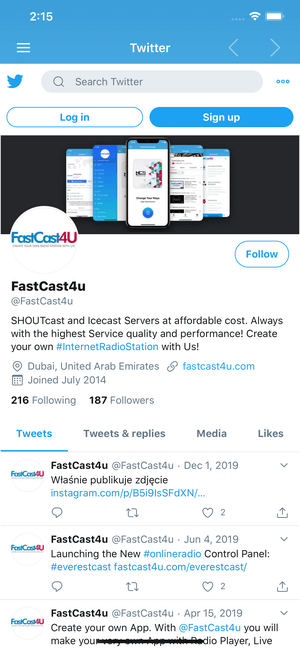 2:15
Twitter
Search Twitter
Log in
Sign up
FastCast4U
FastCast4u
@FastCast4u
Follow
SHOUTcast and Icecast Servers at affordable cost. Always
with the highest Service quality and performance! Create
your own #InternetRadioStation with Us!
Dubai, United Arab Emirates fastcast4u.com
Joined July 2014
216 Following 187 Followers
Tweets Tweets & replies Media Likes
FastCast4U
FastCast4u @FastCast4u · Dec 1, 2019
Właśnie publikuje zdjęcie
instagram.com/p/B5i9IsSFdXN/...
2
FastCast4U
FastCast4u @FastCast4u · Jun 4, 2019
Launching the New #onlineradio Control Panel:
#everestcast fastcast4u.com/everestcast/
2
FastCast4U
FastCast4u @FastCast4u · Apr 15, 2019
Create your own App. With @FastCast4u you will
make your very own App with Radio Player, Live